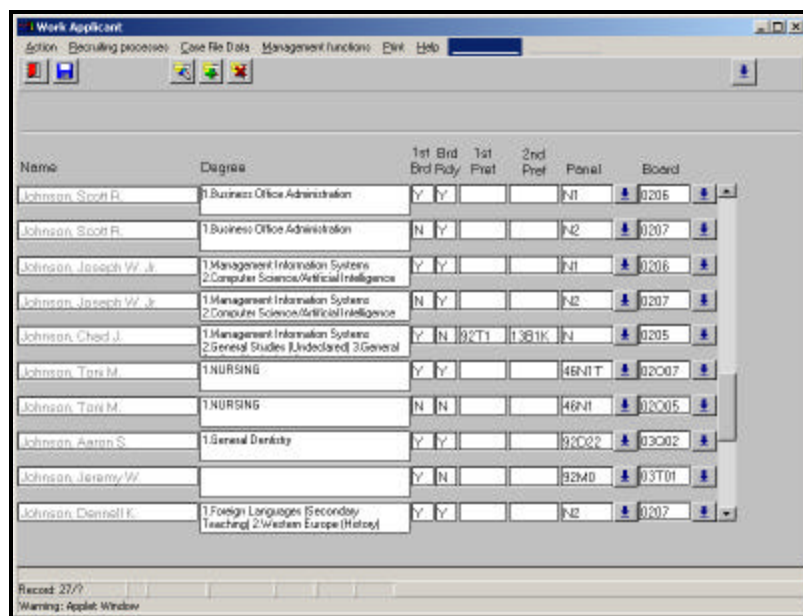 Work Applicant
Action Recruiting processes Case File Data Management functions Print Help
1st Brd 1st 2nd
Name Degree Brd Rdy Pref Pref Panel Board
Johnson, Scott R. 1.Business Office Administration Y Y N1 0206
Johnson, Scott R. 1.Business Office Administration N Y N2 0207
Johnson, Joseph W. Jr. 1.Management Information Systems Y Y N1 0206
2.Computer Science/Artificial Intelligence
Johnson, Joseph W. Jr. 1.Management Information Systems N Y N2 0207
2.Computer Science/Artificial Intelligence
Johnson, Chad J. 1.Management Information Systems Y N 92T1 13B1K N 0205
2.General Studies (Undeclared) 3.General
Johnson, Toni M. 1.NURSING Y Y 46N1T 02O07
Johnson, Toni M. 1.NURSING N N 46N1 02O05
Johnson, Aaron S. 1.General Dentistry Y Y 92D22 03O02
Johnson, Jeremy W. Y N 92M0 03T01
Johnson, Dennell K. 1.Foreign Languages (Secondary Y Y N2 0207
Teaching) 2.Western Europe (History)
Record: 27/?
Warning: Applet Window